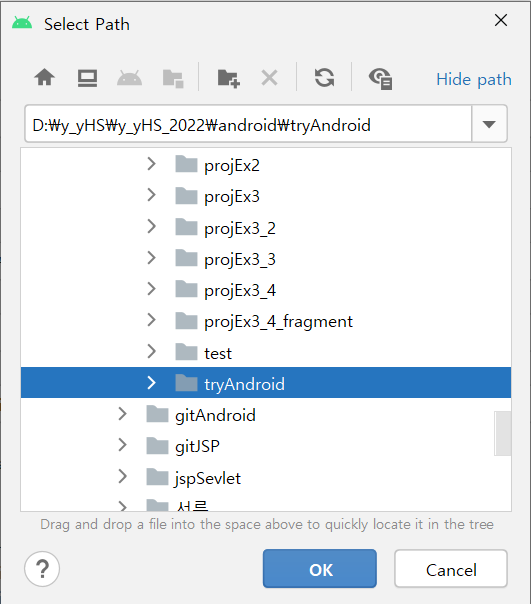 Select Path
Hide path
D:₩y_yHS₩y_yHS_2022₩android₩tryAndroid
projEx2
projEx3
projEx3_2
projEx3_3
projEx3_4
projEx3_4_fragment
test
tryAndroid
gitAndroid
gitJSP
jspSevlet
Drag and drop a file into the space above to quickly locate it in the tree
?
OK
Cancel